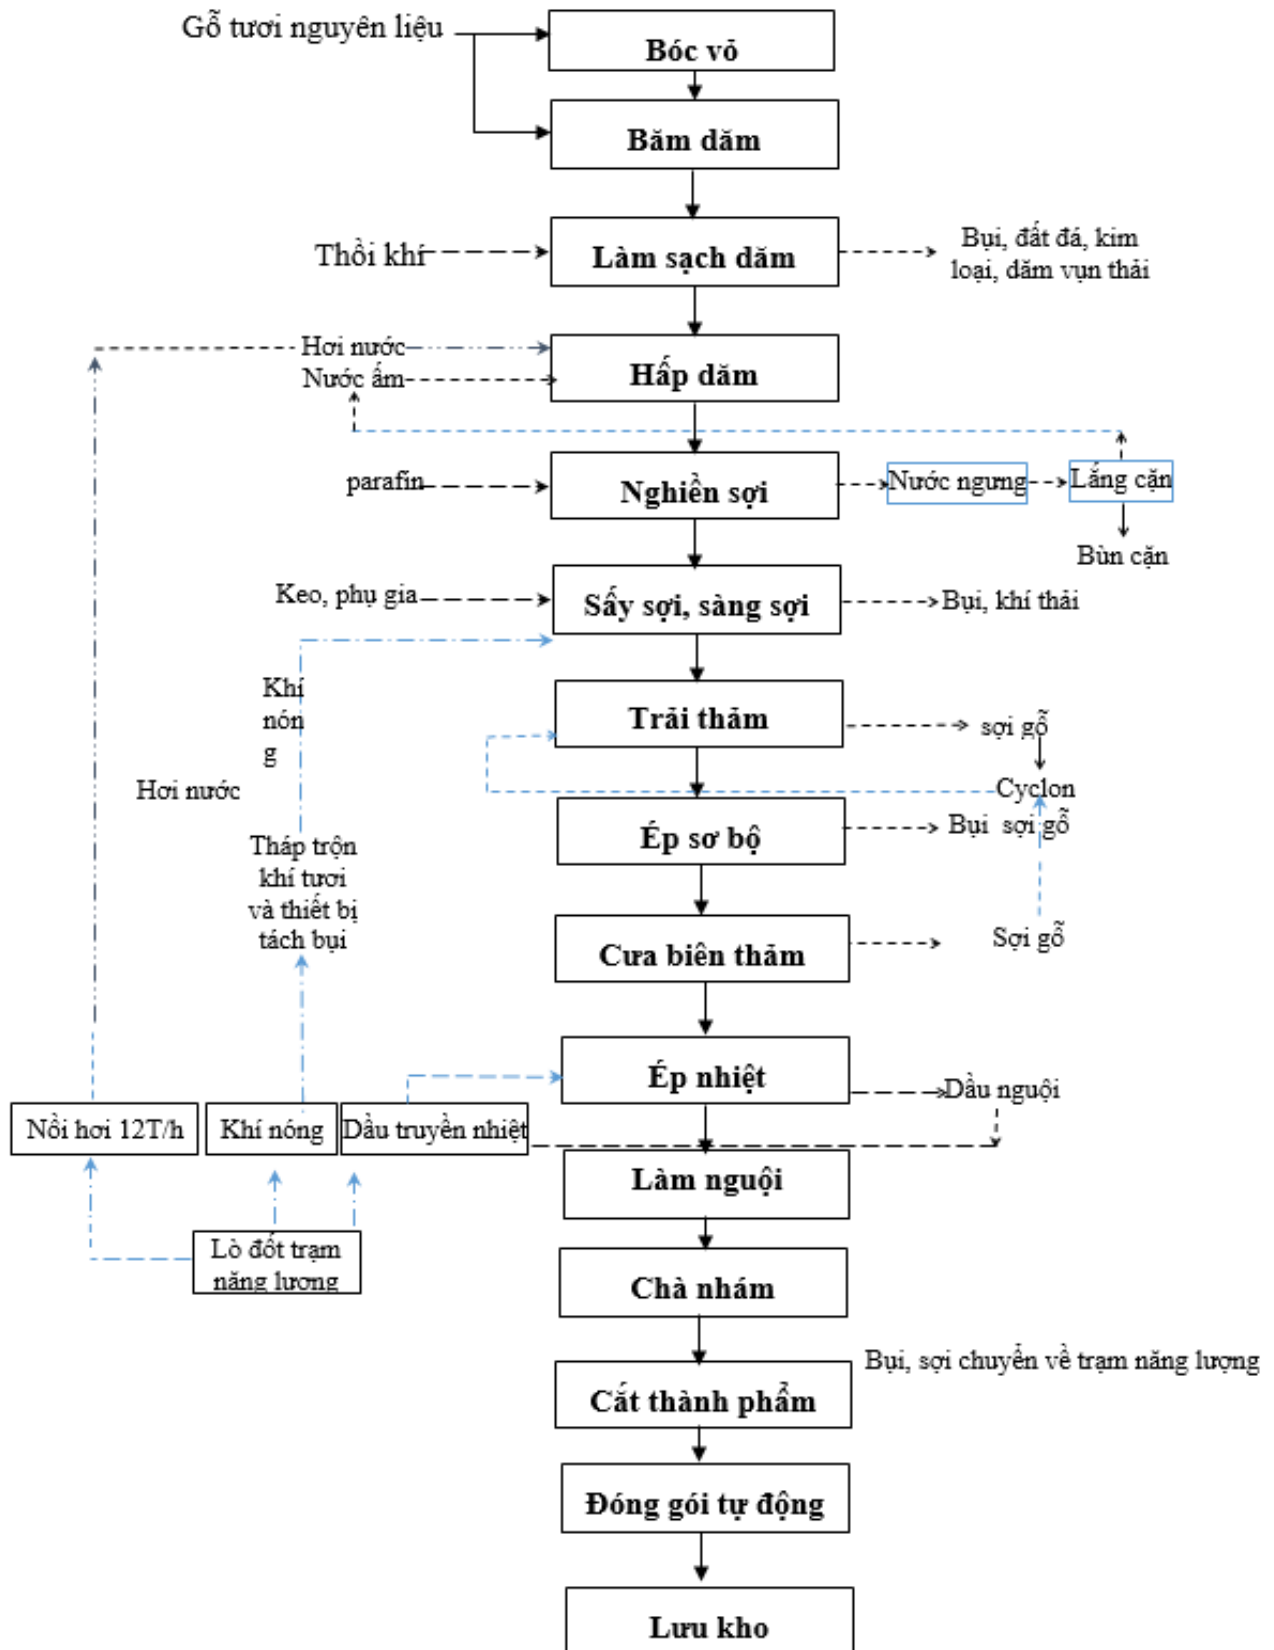 Gỗ tươi nguyên liệu
Bóc vỏ
Băm dăm
Thổi khí
Làm sạch dăm
Bụi, đất đá, kim
loại, dăm vụn thải
Hơi nước
Nước ấm
Hấp dăm
parafin
Nghiền sợi
Nước ngưng
Lắng cặn
Bùn cặn
Keo, phụ gia
Sấy sợi, sàng sợi
Bụi, khí thải
Khí
nón
g
Trải thảm
sợi gỗ
Hơi nước
Cyclon
Ép sơ bộ
Bụi sợi gỗ
Tháp trộn
khí tươi
và thiết bị
tách bụi
Cưa biên thảm
Sợi gỗ
Ép nhiệt
Dầu nguội
Nồi hơi 12T/h
Khí nóng
Dầu truyền nhiệt
Làm nguội
Lò đốt trạm
năng lượng
Chà nhám
Bụi, sợi chuyển về trạm năng lượng
Cắt thành phẩm
Đóng gói tự động
Lưu kho